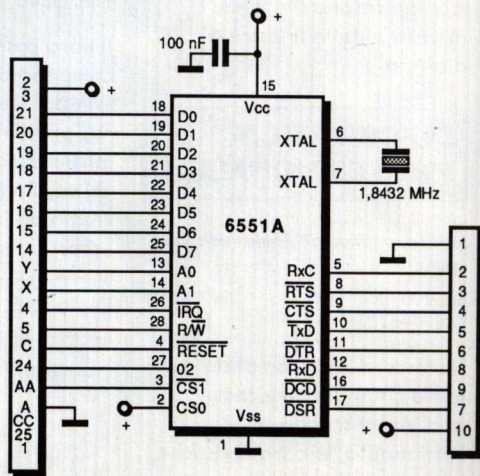 +
100 nF
15
Vcc
2
3
+
21 18 D0
20 19 D1
19 20 D2
18 21 D3
17 22 D4
16 23 D5
15 24 D6
14 25 D7
Y 13 A0
X 14 A1
4 26 IRQ
5 28 R/W
C 4 RESET
24 27 02
AA 3 CS1
A 2 CS0
CC
25
1
+
6551A
XTAL 6
XTAL 7
1,8432 MHz
1
RxC 5 2
RTS 8 3
CTS 9 4
TxD 10 5
DTR 11 6
RxD 12 8
DCD 16 9
DSR 17 7
+ 10
Vss
1